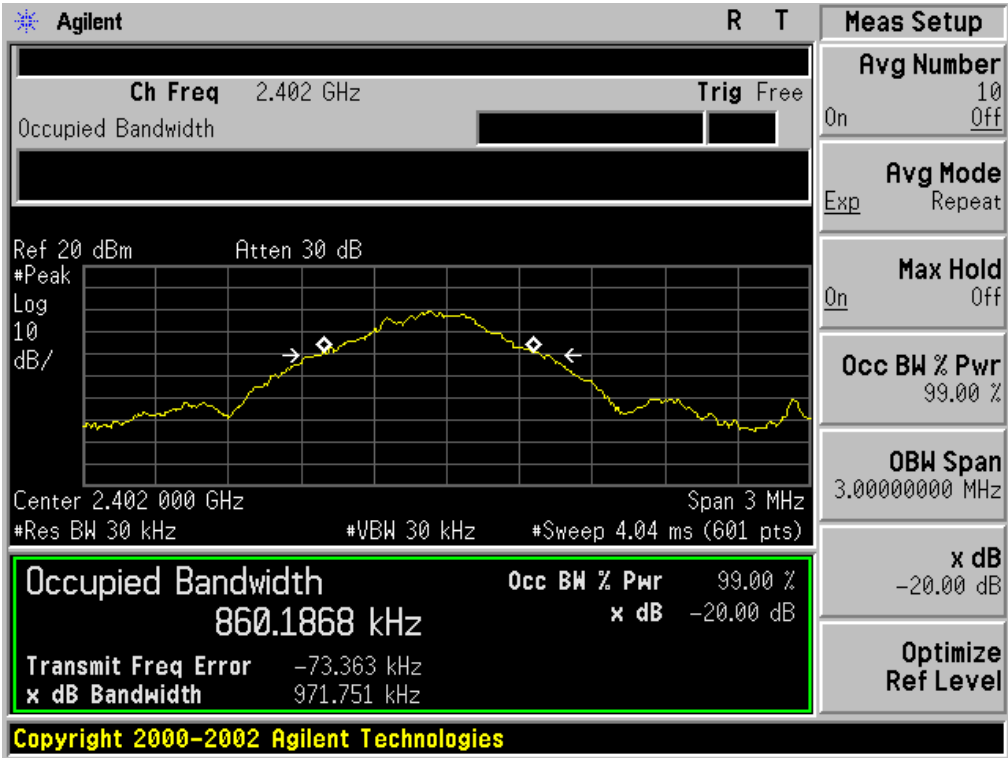 Agilent R T
Ch Freq 2.402 GHz Trig Free
Occupied Bandwidth
Ref 20 dBm Atten 30 dB
#Peak
Log
10
dB/
Center 2.402 000 GHz Span 3 MHz
#Res BW 30 kHz #VBW 30 kHz #Sweep 4.04 ms (601 pts)
Occupied Bandwidth
860.1868 kHz
Occ BW % Pwr 99.00 %
x dB -20.00 dB
Transmit Freq Error -73.363 kHz
x dB Bandwidth 971.751 kHz
Copyright 2000-2002 Agilent Technologies
Meas Setup
Avg Number
10
On Off
Avg Mode
Exp Repeat
Max Hold
On Off
Occ BW % Pwr
99.00 %
OBW Span
3.00000000 MHz
x dB
-20.00 dB
Optimize
Ref Level